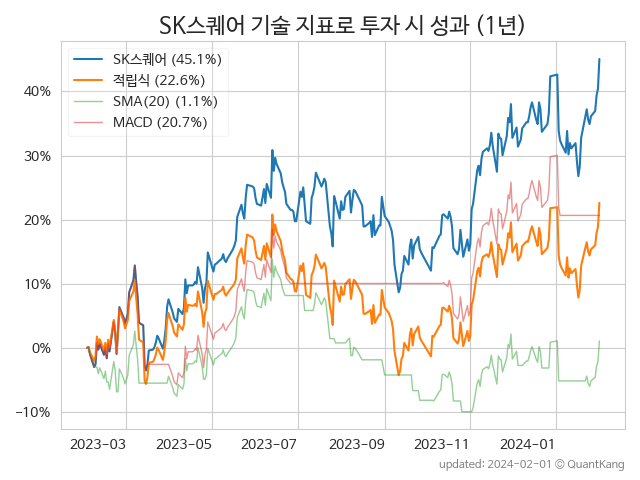 SK스퀘어 기술 지표로 투자 시 성과 (1년)
SK스퀘어 (45.1%)
적립식 (22.6%)
SMA(20) (1.1%)
MACD (20.7%)
40%
30%
20%
10%
0%
−10%
2023-03 2023-05 2023-07 2023-09 2023-11 2024-01
updated: 2024-02-01 © QuantKang